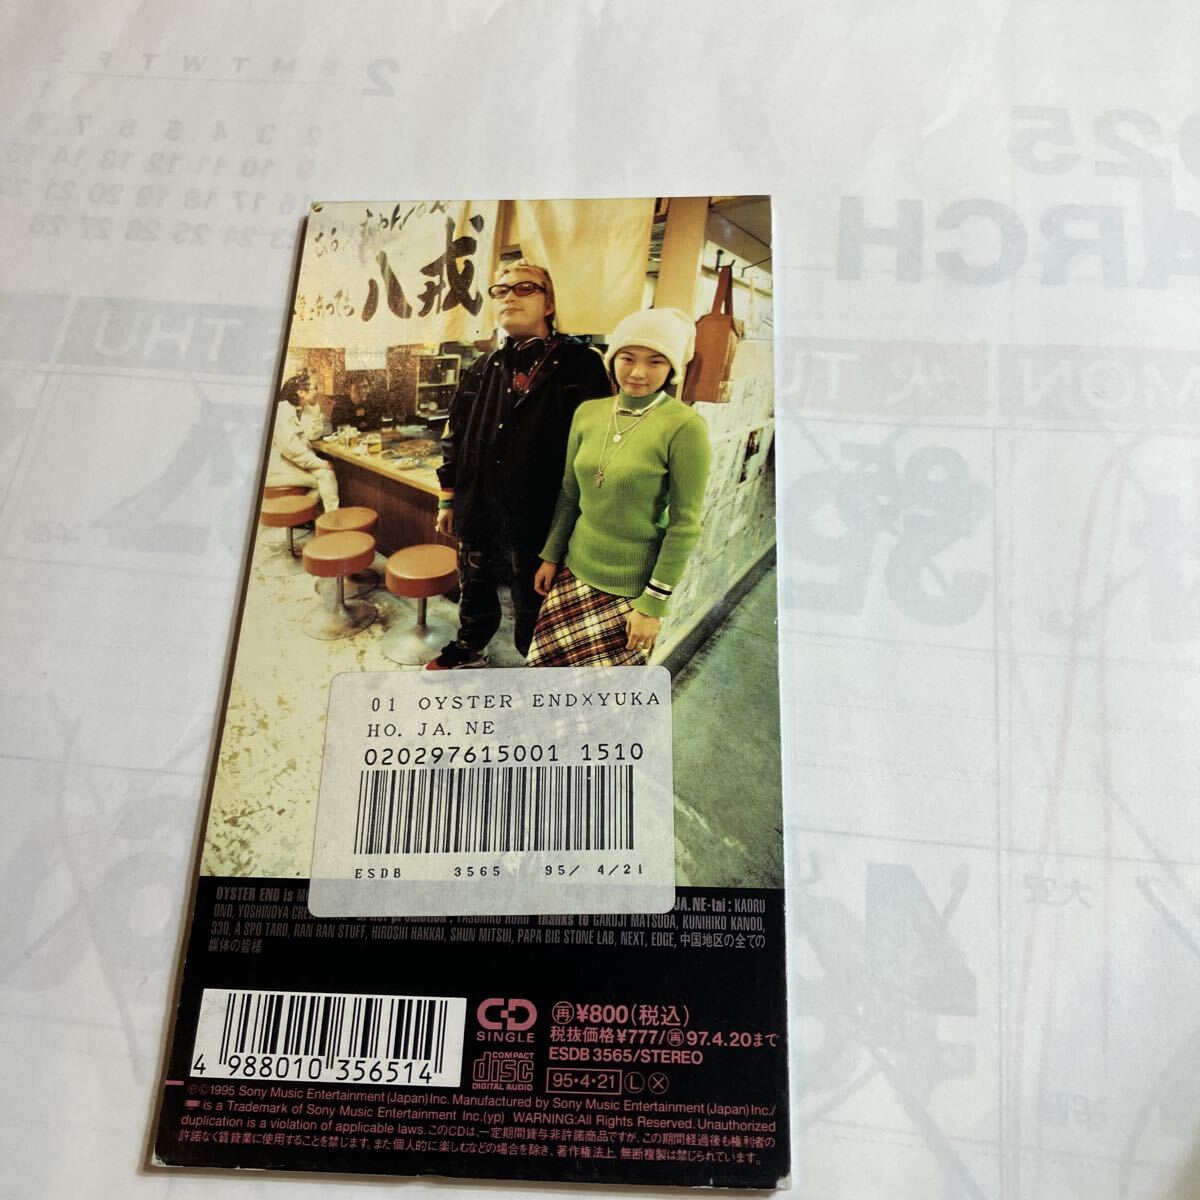 八戒
01 OYSTER END×YUKA
HO. JA. NE
020297615001 1510
ESDB 3565 95/ 4/21
OYSTER END is
JA.NE-tai : KAORU
ONO, YOSHINOYA
thanks to GAKUJI MATSUDA, KUNIHIKO KANOO,
330, A SPO TARO, RAN RAN STUFF, HIROSHI HAKKAI, SHUN MITSUI, PAPA BIG STONE LAB, NEXT, EDGE, 中国地区の全ての
媒体の皆様
CD SINGLE
再¥800(税込)
税抜価格¥777/再97.4.20まで
ESDB 3565/STEREO
COMPACT disc DIGITAL AUDIO
95・4・21 L X
4 988010 356514
Ⓟ©1995 Sony Music Entertainment (Japan) Inc. Manufactured by Sony Music Entertainment (Japan) Inc./
is a Trademark of Sony Music Entertainment Inc.(yp) WARNING:All Rights Reserved. Unauthorized
duplication is a violation of applicable laws. このCDは、一定期間貸与非許諾商品ですが、この期間経過後も権利者の
許諾なく賃貸業に使用することを禁じます。また個人的に楽しむなどの場合を除き、著作権法上、無断複製は禁じられています。